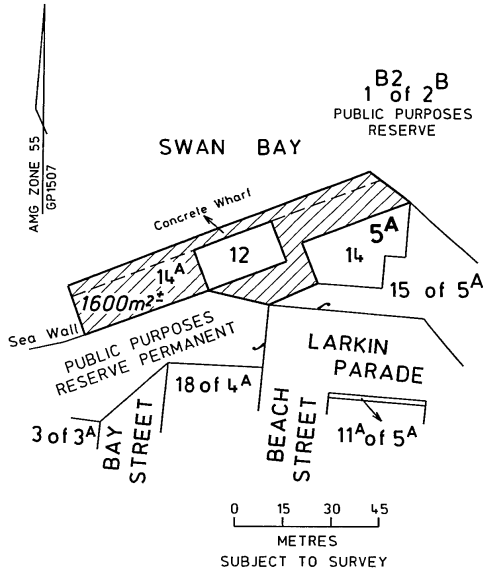 AMG ZONE 55
GP1507
B2 B
1 of 2
PUBLIC PURPOSES
RESERVE
SWAN BAY
Concrete Wharf
5A
12
14
14A
1600m²±
15 of 5A
Sea Wall
PUBLIC PURPOSES
RESERVE PERMANENT
LARKIN
PARADE
18 of 4A
3 of 3A
BAY
STREET
BEACH
STREET
11A of 5A
0 15 30 45
METRES
SUBJECT TO SURVEY